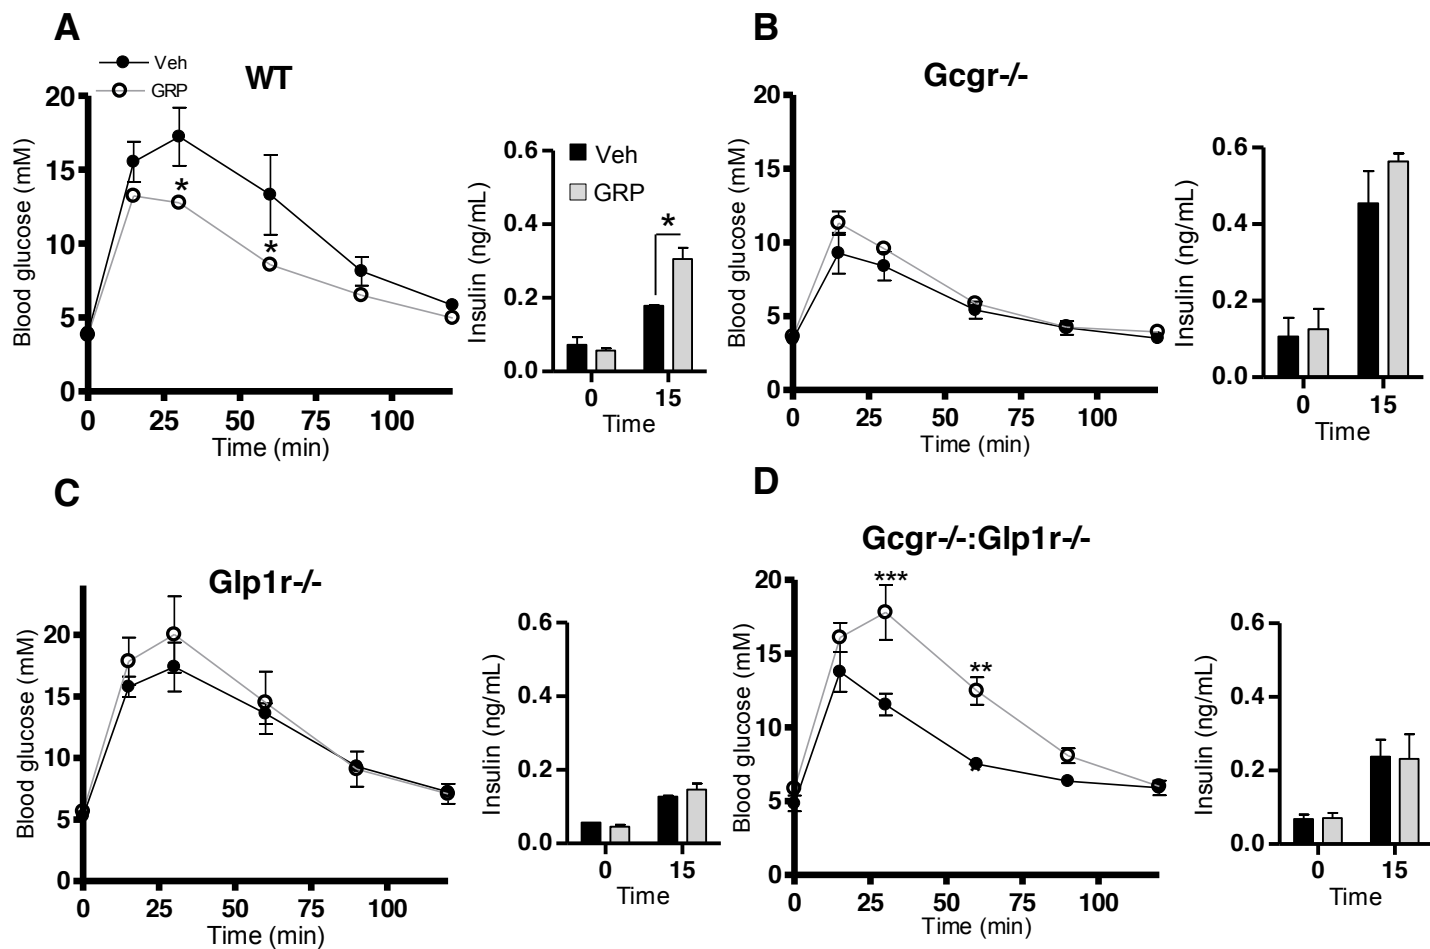 A
Veh
GRP
WT
20
15
10
5
0
Blood glucose (mM)
0 25 50 75 100
Time (min)
*
*
0.6
0.4
0.2
0.0
Insulin (ng/mL)
Veh
GRP
*
0 15
Time
B
Gcgr-/-
20
15
10
5
0
Blood glucose (mM)
0 25 50 75 100
Time (min)
0.6
0.4
0.2
0.0
Insulin (ng/mL)
0 15
Time
C
Glp1r-/-
20
15
10
5
0
Blood glucose (mM)
0 25 50 75 100
Time (min)
0.6
0.4
0.2
0.0
Insulin (ng/mL)
0 15
Time
D
Gcgr-/-:Glp1r-/-
20
15
10
5
0
Blood glucose (mM)
***
**
0 25 50 75 100
Time (min)
0.6
0.4
0.2
0.0
Insulin (ng/mL)
0 15
Time